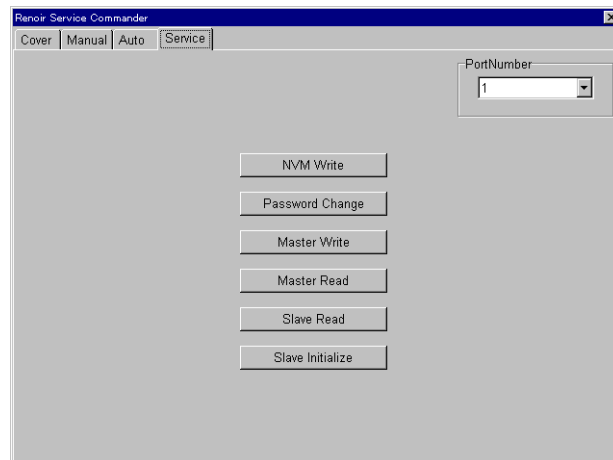 Renoir Service Commander
Cover Manual Auto Service
PortNumber
1
NVM Write
Password Change
Master Write
Master Read
Slave Read
Slave Initialize